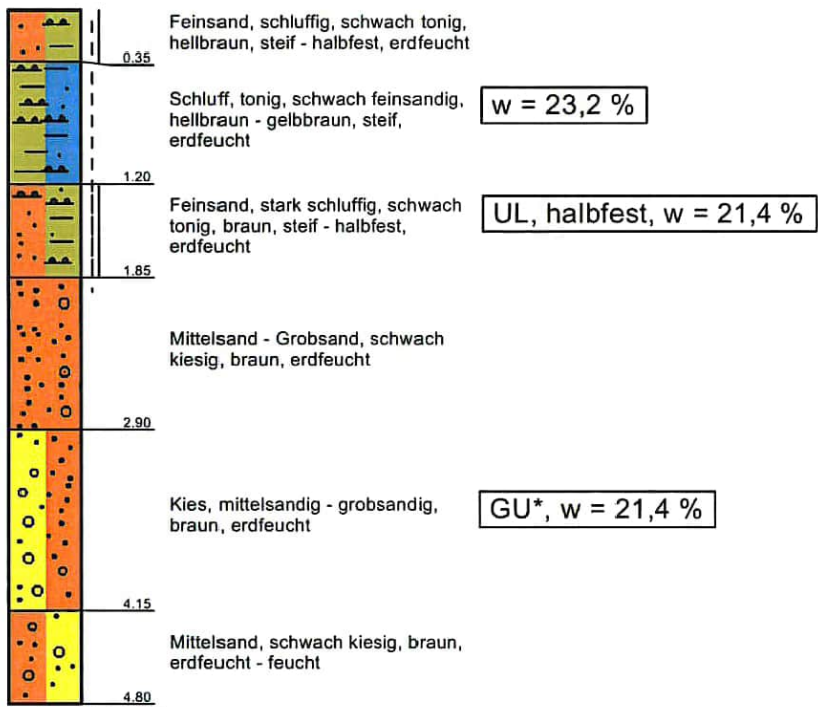 Feinsand, schluffig, schwach tonig,
hellbraun, steif - halbfest, erdfeucht
0.35
Schluff, tonig, schwach feinsandig,
hellbraun - gelbbraun, steif,
erdfeucht
w = 23,2 %
1.20
Feinsand, stark schluffig, schwach
tonig, braun, steif - halbfest,
erdfeucht
UL, halbfest, w = 21,4 %
1.85
Mittelsand - Grobsand, schwach
kiesig, braun, erdfeucht
2.90
Kies, mittelsandig - grobsandig,
braun, erdfeucht
GU*, w = 21,4 %
4.15
Mittelsand, schwach kiesig, braun,
erdfeucht - feucht
4.80